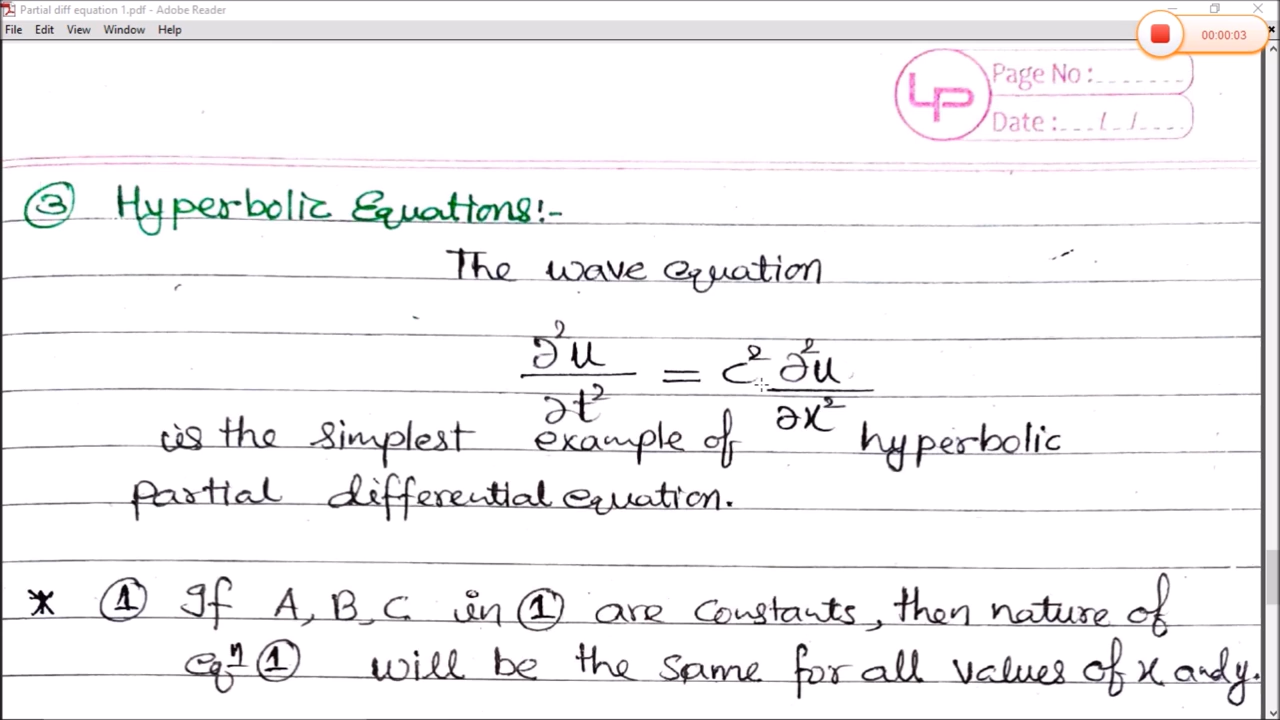 Partial diff equation 1.pdf - Adobe Reader
File Edit View Window Help
00:00:03
LP
Page No :.......
Date : .../.../....
③ Hyperbolic Equations:-
The wave equation
∂²u/∂t² = c² ∂²u/∂x²
is the simplest example of hyperbolic
partial differential equation.
* ① If A, B, C in ① are constants, then nature of
eqⁿ ① will be the same for all values of x and y.